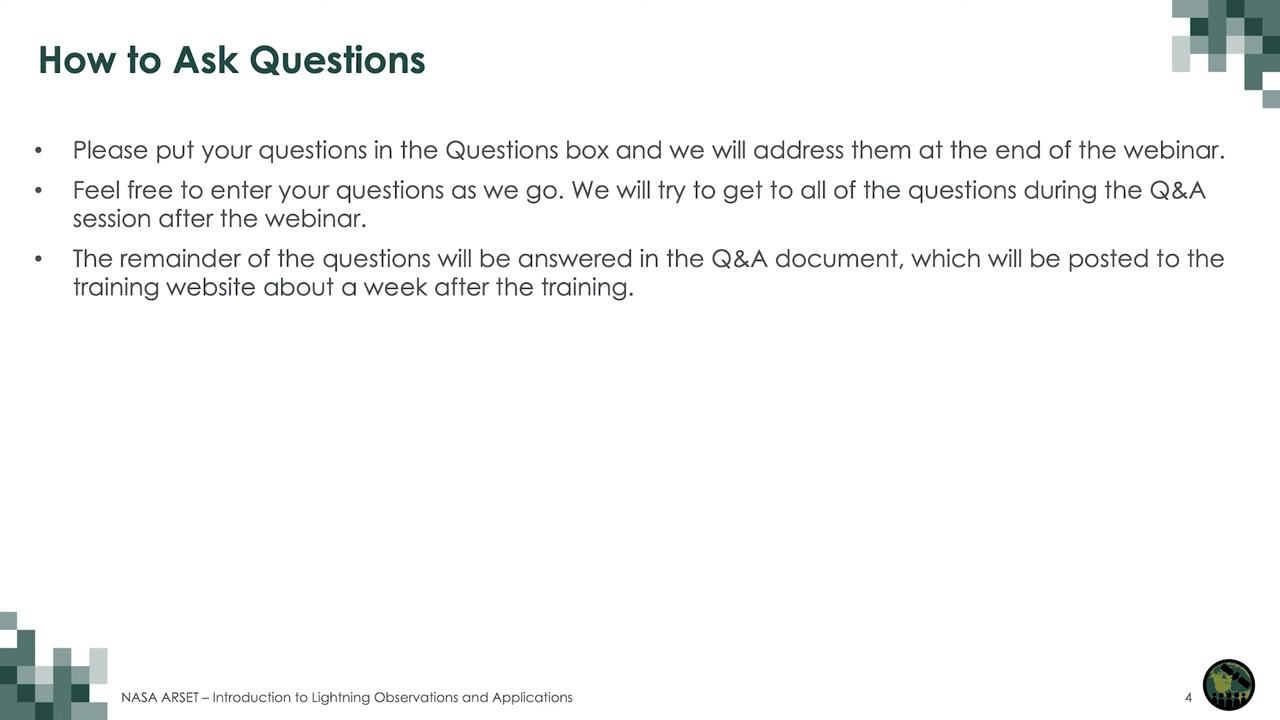 How to Ask Questions
• Please put your questions in the Questions box and we will address them at the end of the webinar.
• Feel free to enter your questions as we go. We will try to get to all of the questions during the Q&A
session after the webinar.
• The remainder of the questions will be answered in the Q&A document, which will be posted to the
training website about a week after the training.
NASA ARSET – Introduction to Lightning Observations and Applications
4